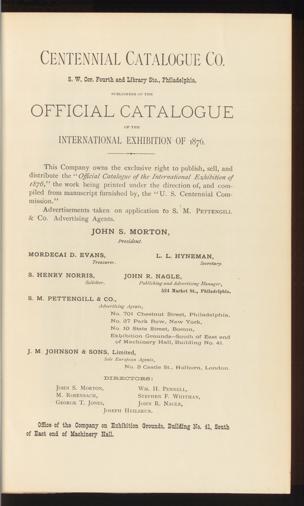 CENTENNIAL CATALOGUE CO.
S. W. Cor. Fourth and Library Sts., Philadelphia.
PUBLISHERS OF THE
OFFICIAL CATALOGUE
OF THE
INTERNATIONAL EXHIBITION OF 1876.
This Company owns the exclusive right to publish, sell, and
distribute the "Official Catalogue of the International Exhibition of
1876," the work being printed under the direction of, and com-
piled from manuscript furnished by, the "U. S. Centennial Com-
mission."
Advertisements taken on application to S. M. PETTENGILL
& Co. Advertising Agents.
JOHN S. MORTON,
President.
MORDECAI D. EVANS,
Treasurer.
L. L. HYNEMAN,
Secretary.
S. HENRY NORRIS,
Solicitor.
JOHN R. NAGLE,
Publishing and Advertising Manager,
524 Market St., Philadelphia.
S. M. PETTENGILL & CO.,
Advertising Agents,
No. 701 Chestnut Street, Philadelphia.
No. 37 Park Row, New York,
No. 10 State Street, Boston,
Exhibition Grounds—South of East end
of Machinery Hall, Building No. 41.
J. M JOHNSON & SONS, Limited,
Sole European Agents,
No. 3 Castle St., Holborn, London.
DIRECTORS:
JOHN S. MORTON,
WM. H. PENNELL,
M. ROSENBACH,
STEPHEN F. WHITMAN,
GEORGE T. JONES,
JOHN R. NAGLE,
JOSEPH HEILBRUN.
Office of the Company on Exhibition Grounds, Building No. 41, South
of East end of Machinery Hall.